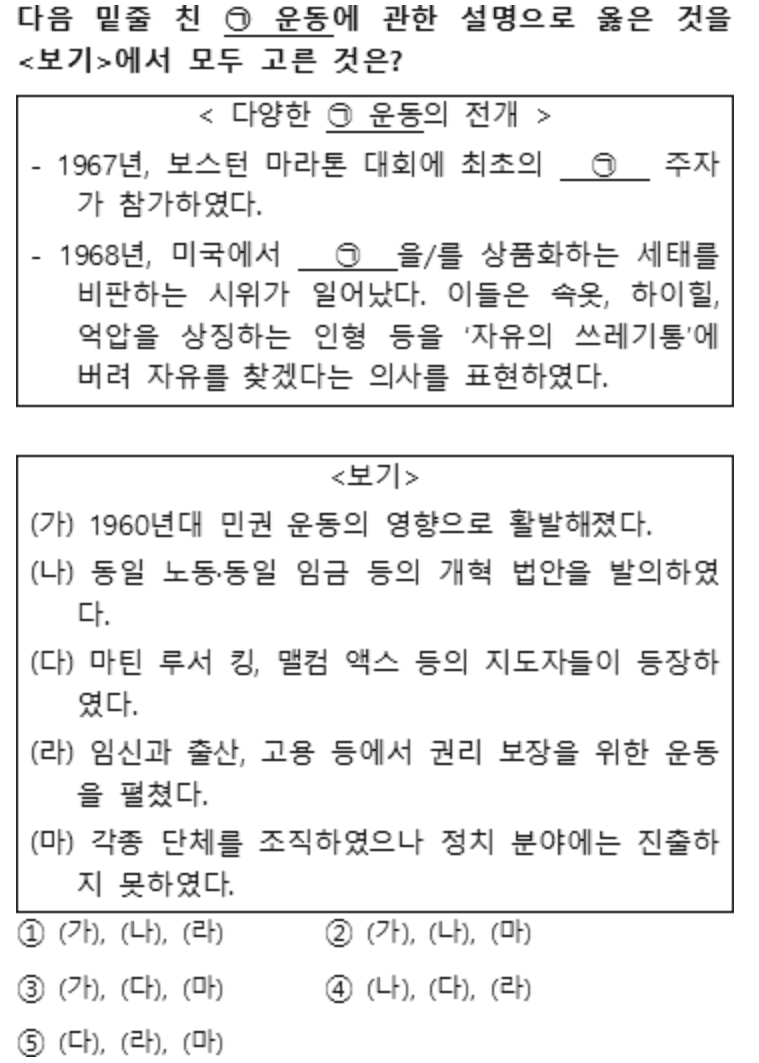 다음 밑줄 친 ㉠ 운동에 관한 설명으로 옳은 것을
<보기>에서 모두 고른 것은?
< 다양한 ㉠ 운동의 전개 >
- 1967년, 보스턴 마라톤 대회에 최초의 __㉠__ 주자
가 참가하였다.
- 1968년, 미국에서 __㉠__을/를 상품화하는 세태를
비판하는 시위가 일어났다. 이들은 속옷, 하이힐,
억압을 상징하는 인형 등을 '자유의 쓰레기통'에
버려 자유를 찾겠다는 의사를 표현하였다.
<보기>
(가) 1960년대 민권 운동의 영향으로 활발해졌다.
(나) 동일 노동·동일 임금 등의 개혁 법안을 발의하였
다.
(다) 마틴 루서 킹, 맬컴 액스 등의 지도자들이 등장하
였다.
(라) 임신과 출산, 고용 등에서 권리 보장을 위한 운동
을 펼쳤다.
(마) 각종 단체를 조직하였으나 정치 분야에는 진출하
지 못하였다.
① (가), (나), (라) ② (가), (나), (마)
③ (가), (다), (마) ④ (나), (다), (라)
⑤ (다), (라), (마)